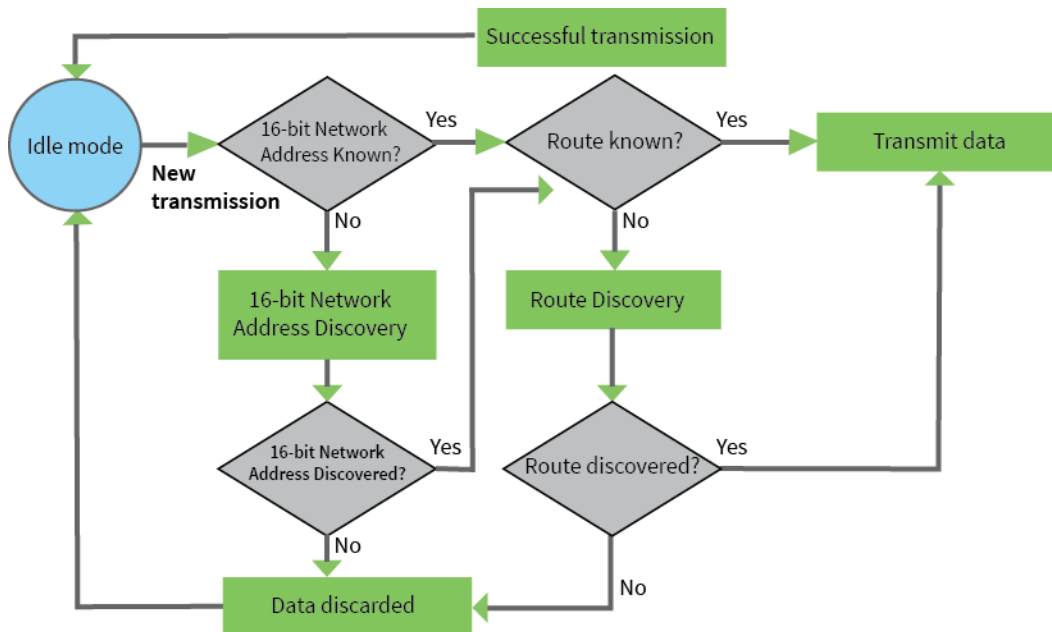 Successful transmission
Idle mode
New
transmission
16-bit Network
Address Known?
Yes
Route known?
Yes
Transmit data
No
No
16-bit Network
Address Discovery
Route Discovery
16-bit Network
Address Discovered?
Yes
Route discovered?
Yes
No
No
Data discarded